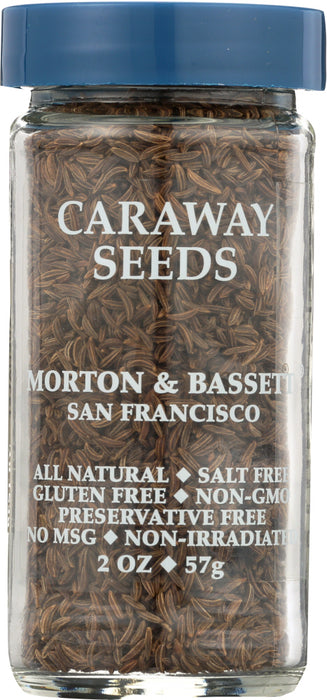 CARAWAY
SEEDS
MORTON & BASSETT
SAN FRANCISCO
ALL NATURAL ◆ SALT FREE
GLUTEN FREE ◆ NON-GMO
PRESERVATIVE FREE
NO MSG ◆ NON-IRRADIATED
2 OZ ◆ 57g